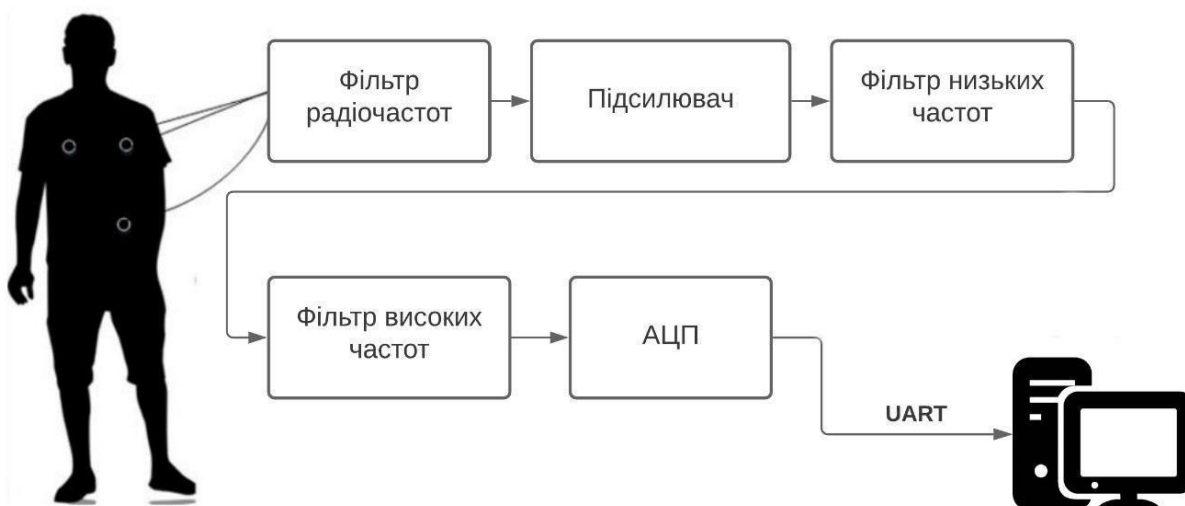 Фільтр
радіочастот
Підсилювач
Фільтр низьких
частот
Фільтр високих
частот
АЦП
UART